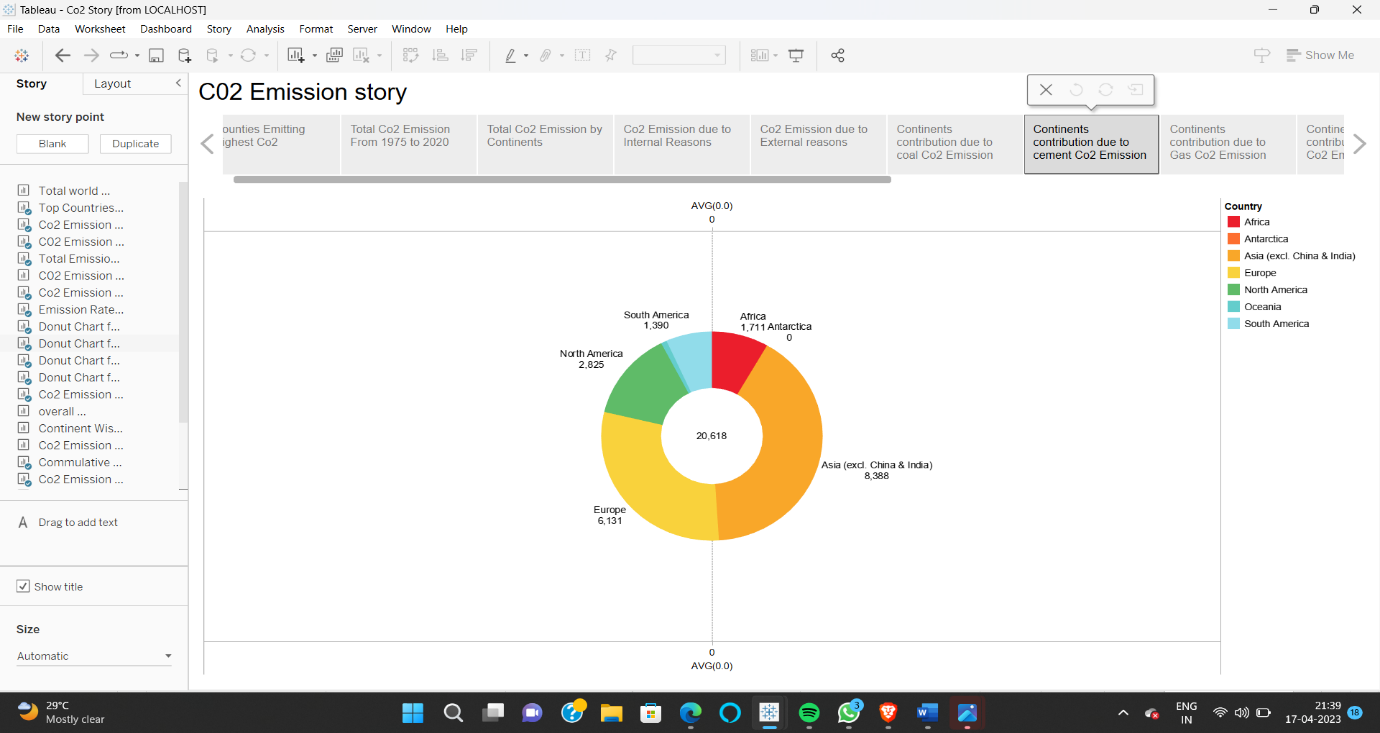 Tableau - Co2 Story [from LOCALHOST]
File Data Worksheet Dashboard Story Analysis Format Server Window Help
Show Me
Story Layout
New story point
Blank Duplicate
Total world ...
Top Countries...
Co2 Emission ...
CO2 Emission ...
Total Emissio...
C02 Emission ...
Co2 Emission ...
Emission Rate...
Donut Chart f...
Donut Chart f...
Donut Chart f...
Donut Chart f...
Co2 Emission ...
overall ...
Continent Wis...
Co2 Emission ...
Commulative ...
Co2 Emission ...
A Drag to add text
Show title
Size
Automatic
C02 Emission story
ounties Emitting
ighest Co2
Total Co2 Emission
From 1975 to 2020
Total Co2 Emission by
Continents
Co2 Emission due to
Internal Reasons
Co2 Emission due to
External reasons
Continents
contribution due to
coal Co2 Emission
Continents
contribution due to
cement Co2 Emission
Continents
contribution due to
Gas Co2 Emission
Contine
contribu
Co2 En
AVG(0.0)
0
South America
1,390
Africa
1,711
Antarctica
0
North America
2,825
20,618
Asia (excl. China & India)
8,388
Europe
6,131
0
AVG(0.0)
Country
Africa
Antarctica
Asia (excl. China & India)
Europe
North America
Oceania
South America
29°C
Mostly clear
3
ENG
IN
21:39
17-04-2023
18